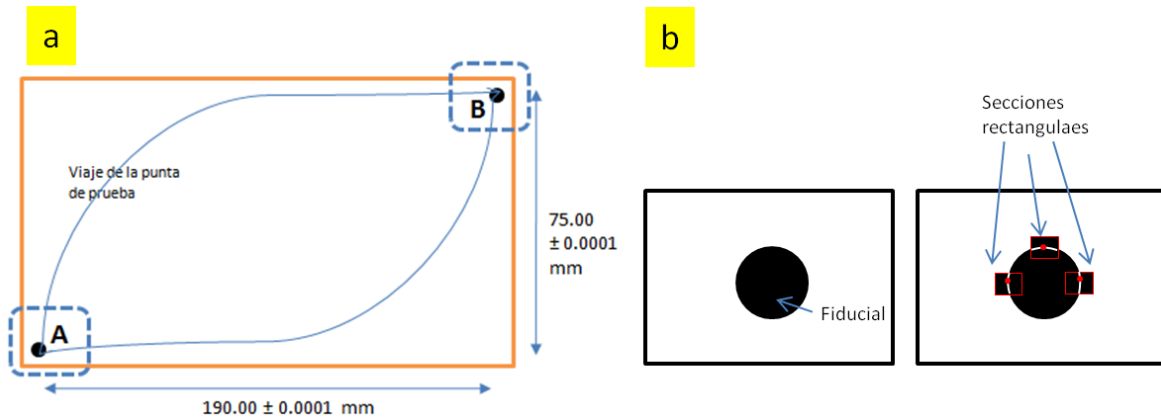 a
B
Viaje de la punta
de prueba
75.00
± 0.0001
mm
A
190.00 ± 0.0001 mm
b
Secciones
rectangulaes
Fiducial